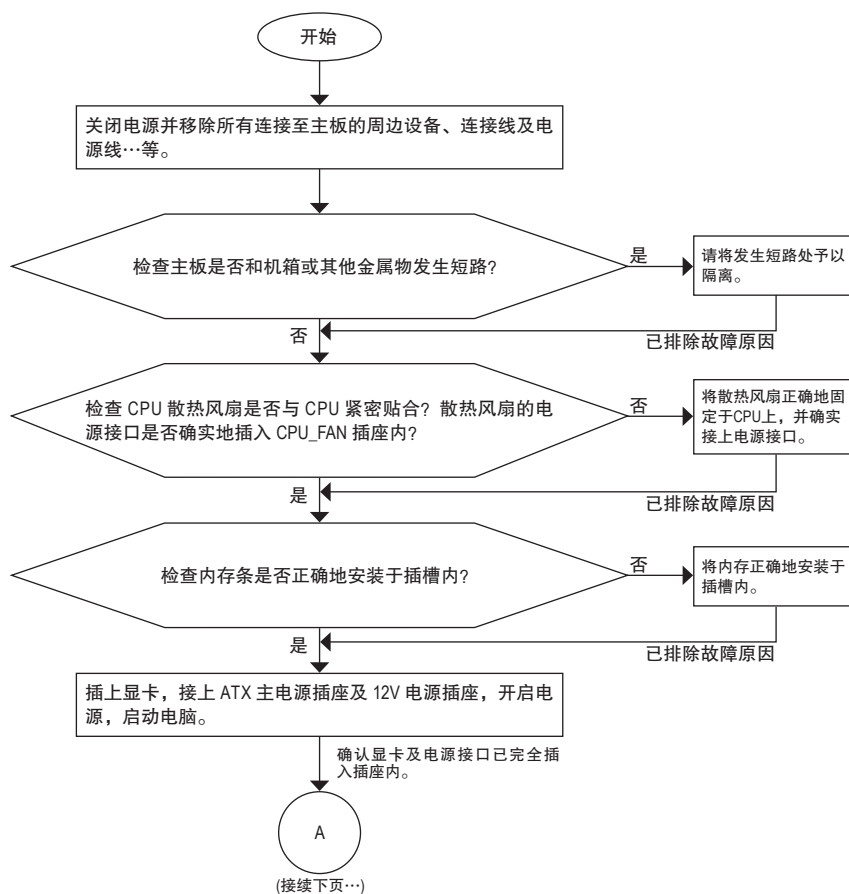 开始
关闭电源并移除所有连接至主板的周边设备、连接线及电
源线…等。
检查主板是否和机箱或其他金属物发生短路?
是
请将发生短路处予以
隔离。
否
已排除故障原因
检查 CPU 散热风扇是否与 CPU 紧密贴合? 散热风扇的电
源接口是否确实地插入 CPU_FAN 插座内?
否
将散热风扇正确地固
定于CPU上，并确实
接上电源接口。
是
已排除故障原因
检查内存条是否正确地安装于插槽内?
否
将内存正确地安装于
插槽内。
是
已排除故障原因
插上显卡，接上 ATX 主电源插座及 12V 电源插座，开启电
源，启动电脑。
确认显卡及电源接口已完全插
入插座内。
A
(接续下页…)